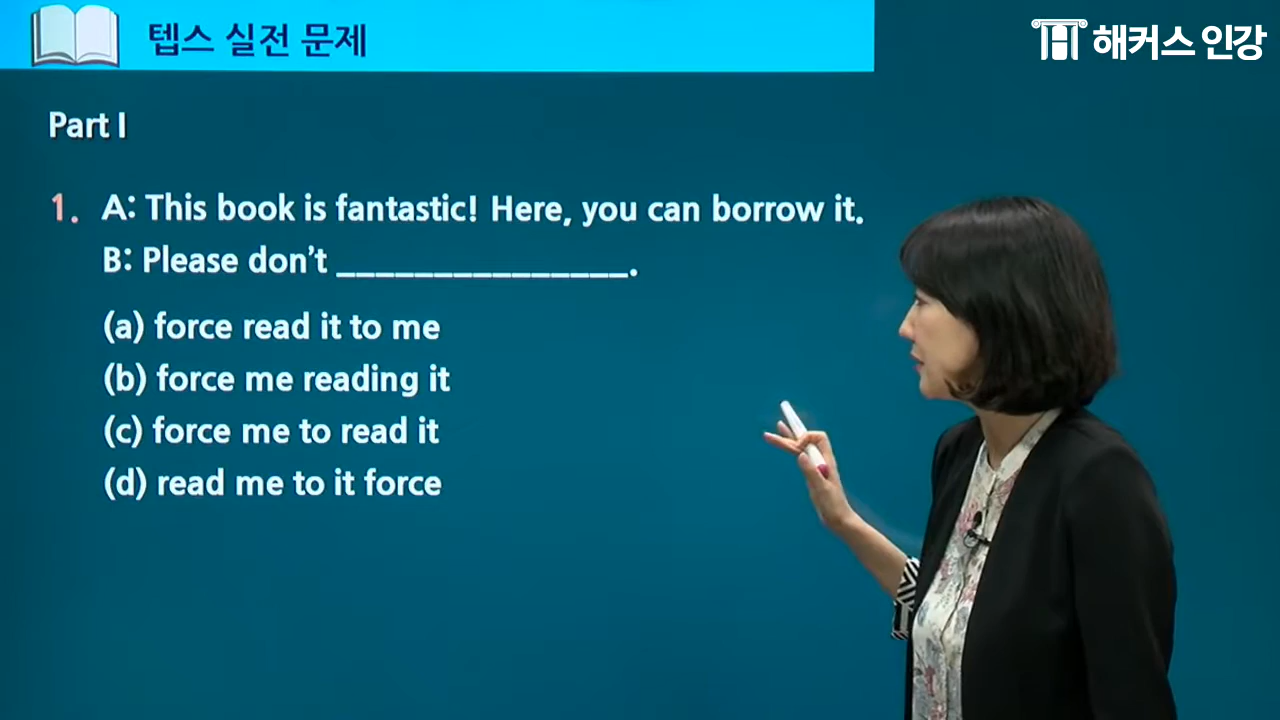 텝스 실전 문제
해커스 인강
Part I
1. A: This book is fantastic! Here, you can borrow it.
B: Please don’t _______________.
(a) force read it to me
(b) force me reading it
(c) force me to read it
(d) read me to it force